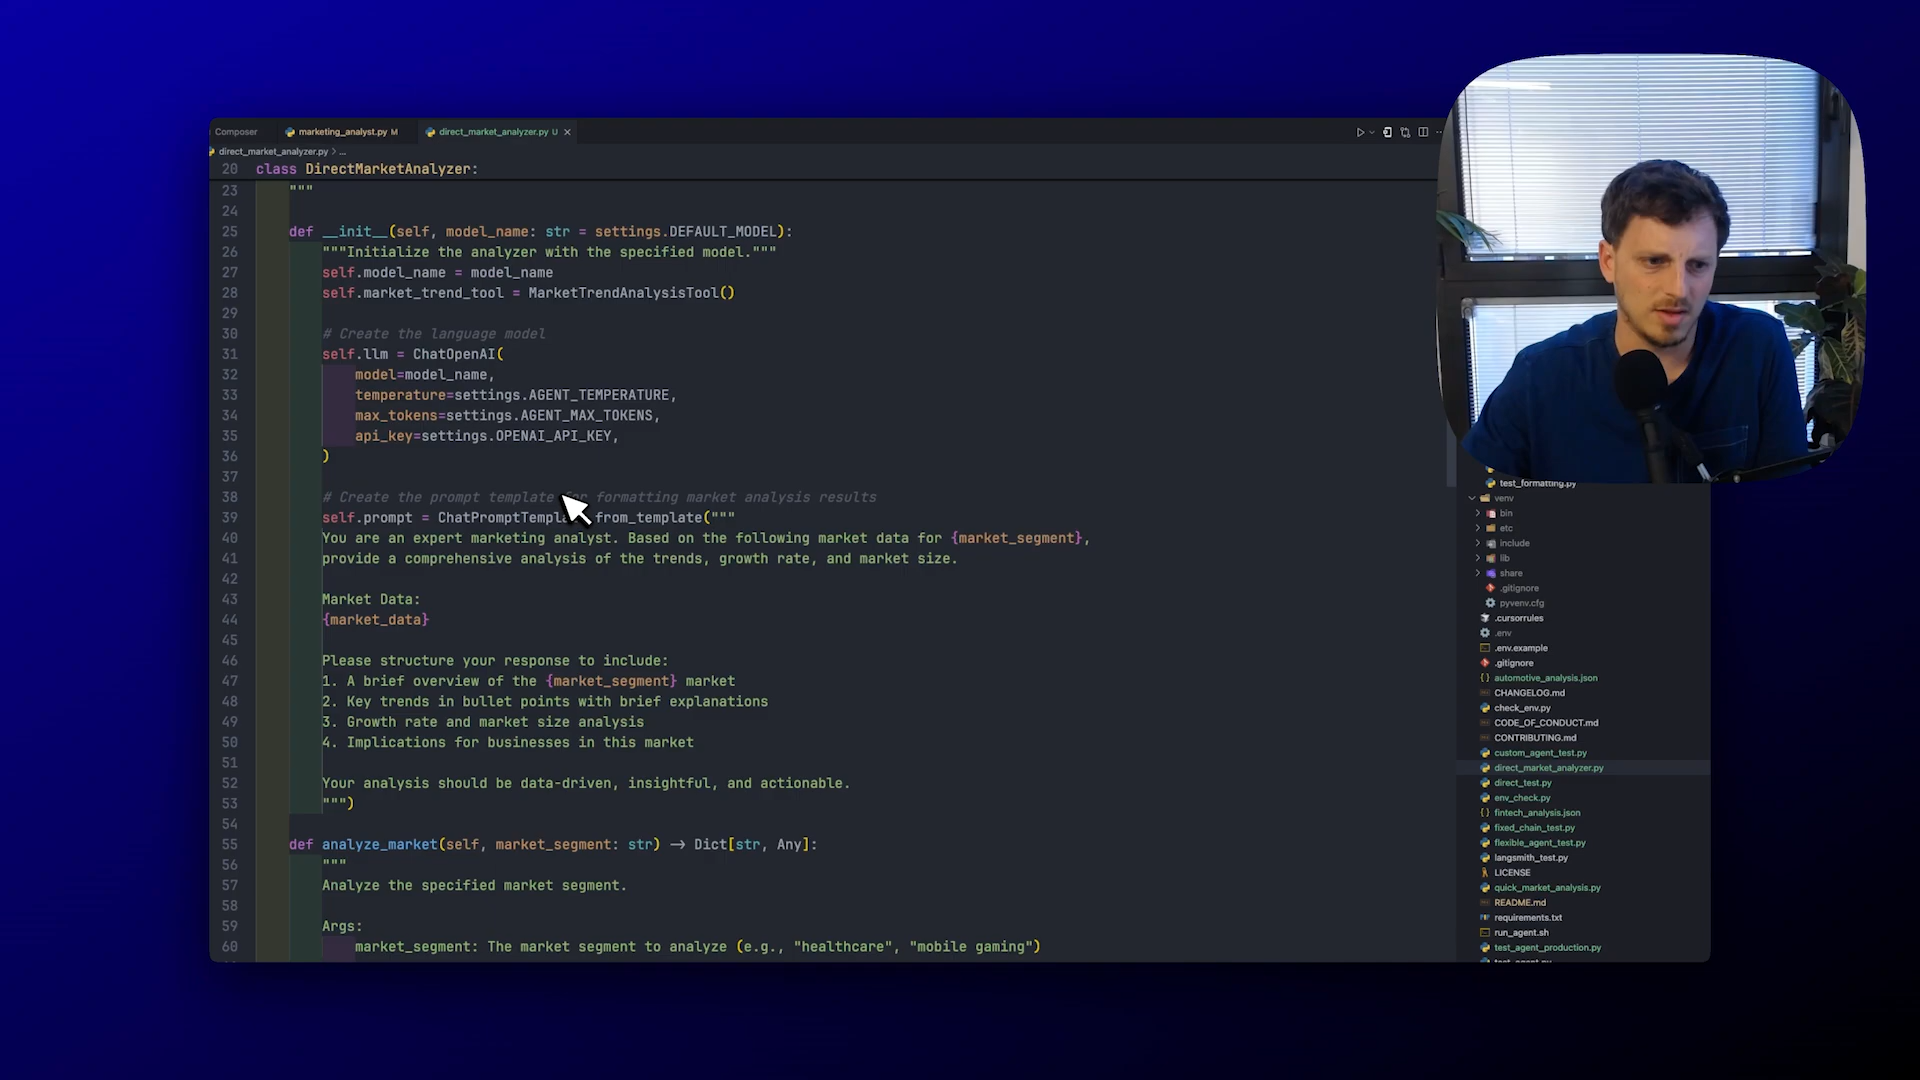 Composer
marketing_analyst.py M
direct_market_analyzer.py U
direct_market_analyzer.py > ...
20 class DirectMarketAnalyzer:
23 """
24
25 def __init__(self, model_name: str = settings.DEFAULT_MODEL):
26 """Initialize the analyzer with the specified model."""
27 self.model_name = model_name
28 self.market_trend_tool = MarketTrendAnalysisTool()
29
30 # Create the language model
31 self.llm = ChatOpenAI(
32 model=model_name,
33 temperature=settings.AGENT_TEMPERATURE,
34 max_tokens=settings.AGENT_MAX_TOKENS,
35 api_key=settings.OPENAI_API_KEY,
36 )
37
38 # Create the prompt template for formatting market analysis results
39 self.prompt = from_template("""
40 You are an expert marketing analyst. Based on the following market data for {market_segment},
41 provide a comprehensive analysis of the trends, growth rate, and market size.
42
43 Market Data:
44 {market_data}
45
46 Please structure your response to include:
47 1. A brief overview of the {market_segment} market
48 2. Key trends in bullet points with brief explanations
49 3. Growth rate and market size analysis
50 4. Implications for businesses in this market
51
52 Your analysis should be data-driven, insightful, and actionable.
53 """)
54
55 def analyze_market(self, market_segment: str) -> Dict[str, Any]:
56 """
57 Analyze the specified market segment.
58
59 Args:
60 market_segment: The market segment to analyze (e.g., "healthcare", "mobile gaming")
test_formatting.py
venv
bin
etc
include
lib
share
.gitignore
pyvenv.cfg
.cursorrules
.env
.env.example
.gitignore
automotive_analysis.json
CHANGELOG.md
check_env.py
CODE_OF_CONDUCT.md
CONTRIBUTING.md
custom_agent_test.py
direct_market_analyzer.py
direct_test.py
env_check.py
fintech_analysis.json
fixed_chain_test.py
flexible_agent_test.py
langsmith_test.py
LICENSE
quick_market_analysis.py
README.md
requirements.txt
run_agent.sh
test_agent_production.py